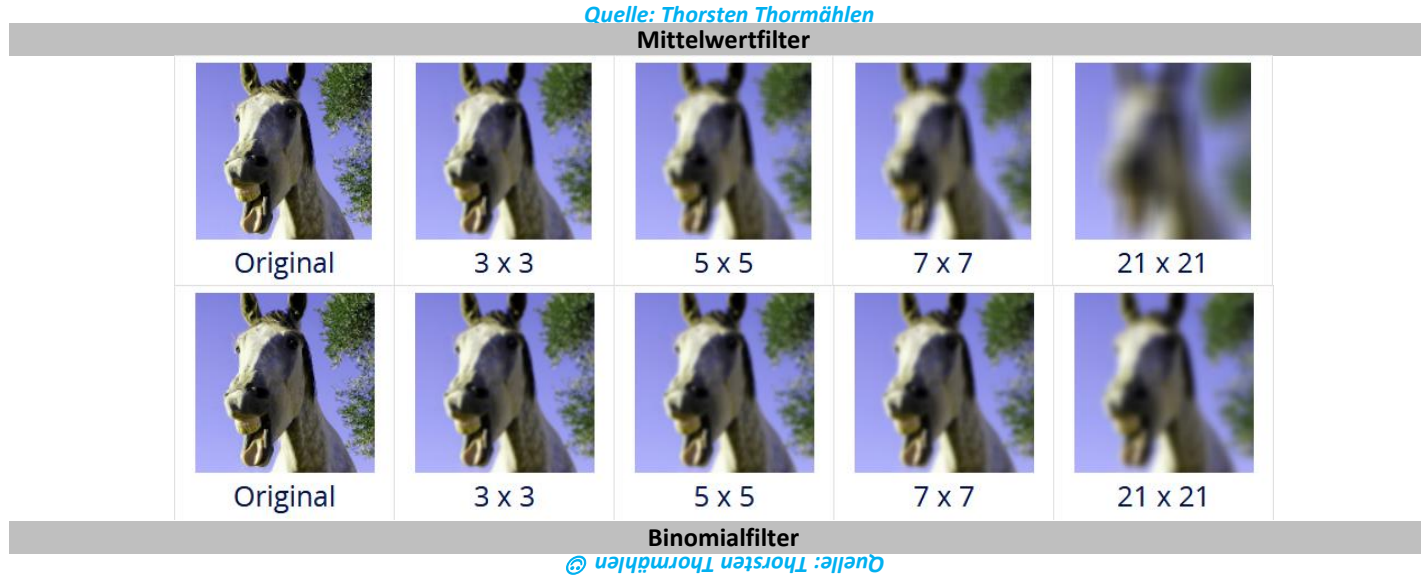 Quelle: Thorsten Thormählen
Mittelwertfilter
Original 3 x 3 5 x 5 7 x 7 21 x 21
Original 3 x 3 5 x 5 7 x 7 21 x 21
Binomialfilter
Quelle: Thorsten Thormählen 🙃